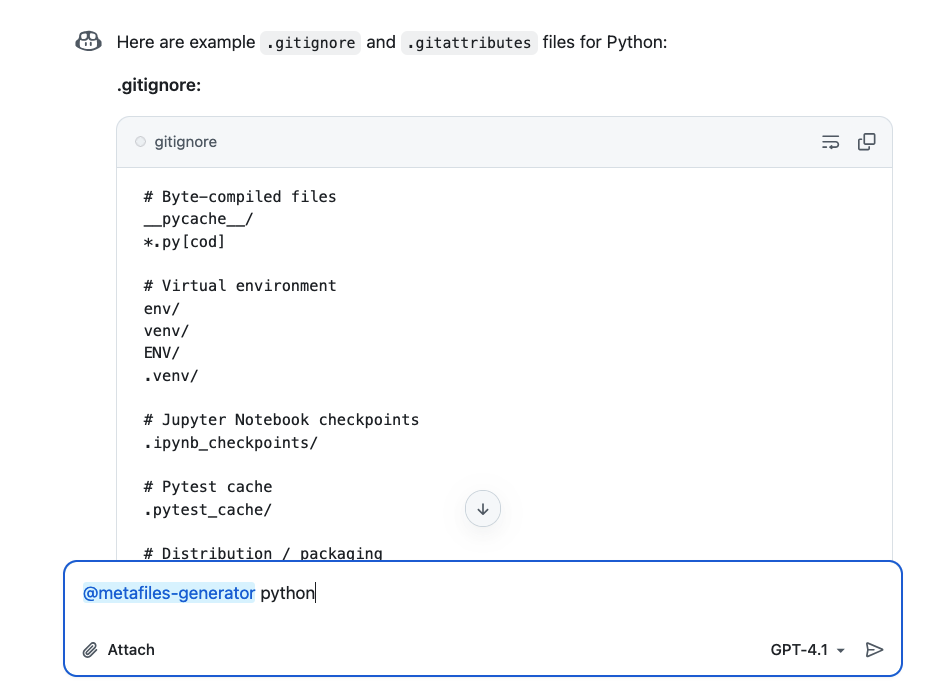 Here are example .gitignore and .gitattributes files for Python:
.gitignore:
gitignore
# Byte-compiled files
__pycache__/
*.py[cod]
# Virtual environment
env/
venv/
ENV/
.venv/
# Jupyter Notebook checkpoints
.ipynb_checkpoints/
# Pytest cache
.pytest_cache/
# Distribution / packaging
@metafiles-generator python
Attach
GPT-4.1